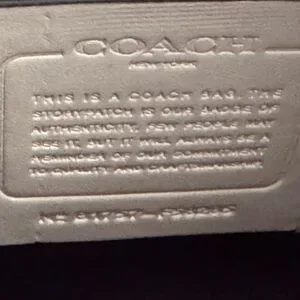 COACH
NEW YORK
THIS IS A COACH BAG. THE
STORYPATCH IS OUR BADGE OF
AUTHENTICITY. FEW PEOPLE MAY
SEE IT, BUT IT WILL ALWAYS BE A
REMINDER OF OUR COMMITMENT
TO QUALITY AND CRAFTSMANSHIP.